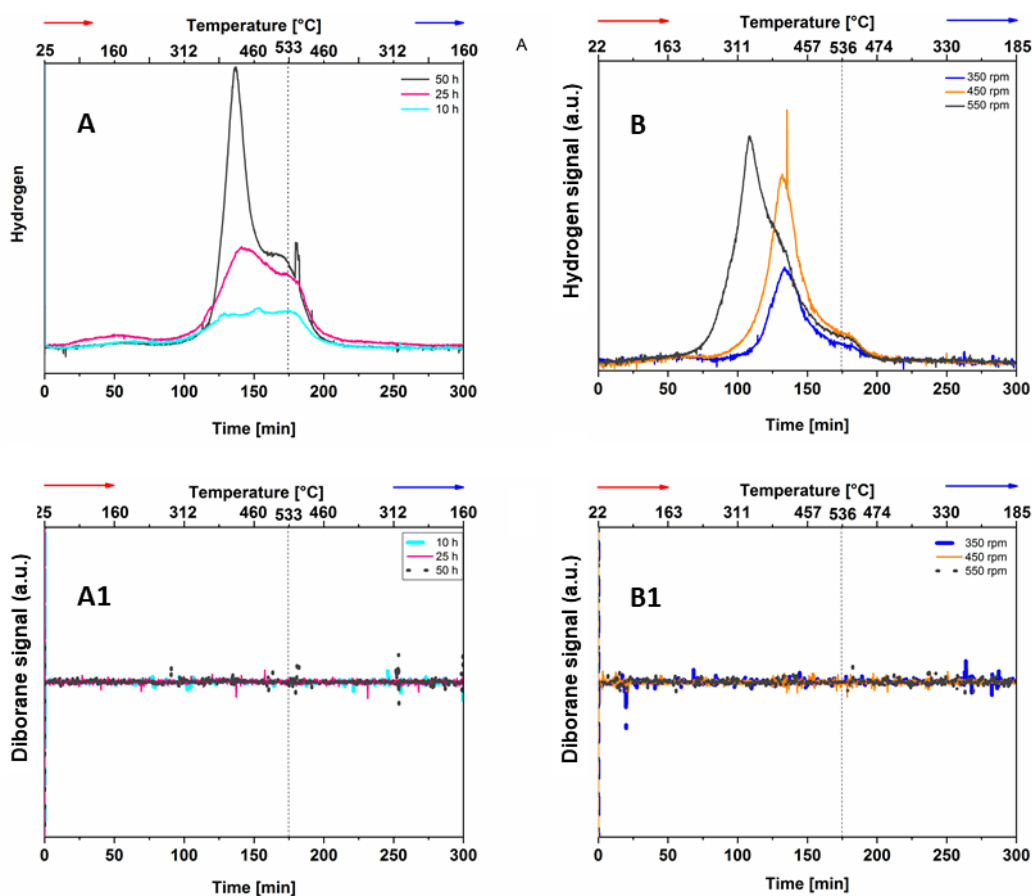 Temperature [°C]
25 160 312 460 533 460 312 160
Hydrogen
A
50 h
25 h
10 h
0 50 100 150 200 250 300
Time [min]
A
Temperature [°C]
22 163 311 457 536 474 330 185
Hydrogen signal (a.u.)
B
350 rpm
450 rpm
550 rpm
0 50 100 150 200 250 300
Time [min]
Temperature [°C]
25 160 312 460 533 460 312 160
Diborane signal (a.u.)
A1
10 h
25 h
50 h
0 50 100 150 200 250 300
Time [min]
Temperature [°C]
22 163 311 457 536 474 330 185
Diborane signal (a.u.)
B1
350 rpm
450 rpm
550 rpm
0 50 100 150 200 250 300
Time [min]